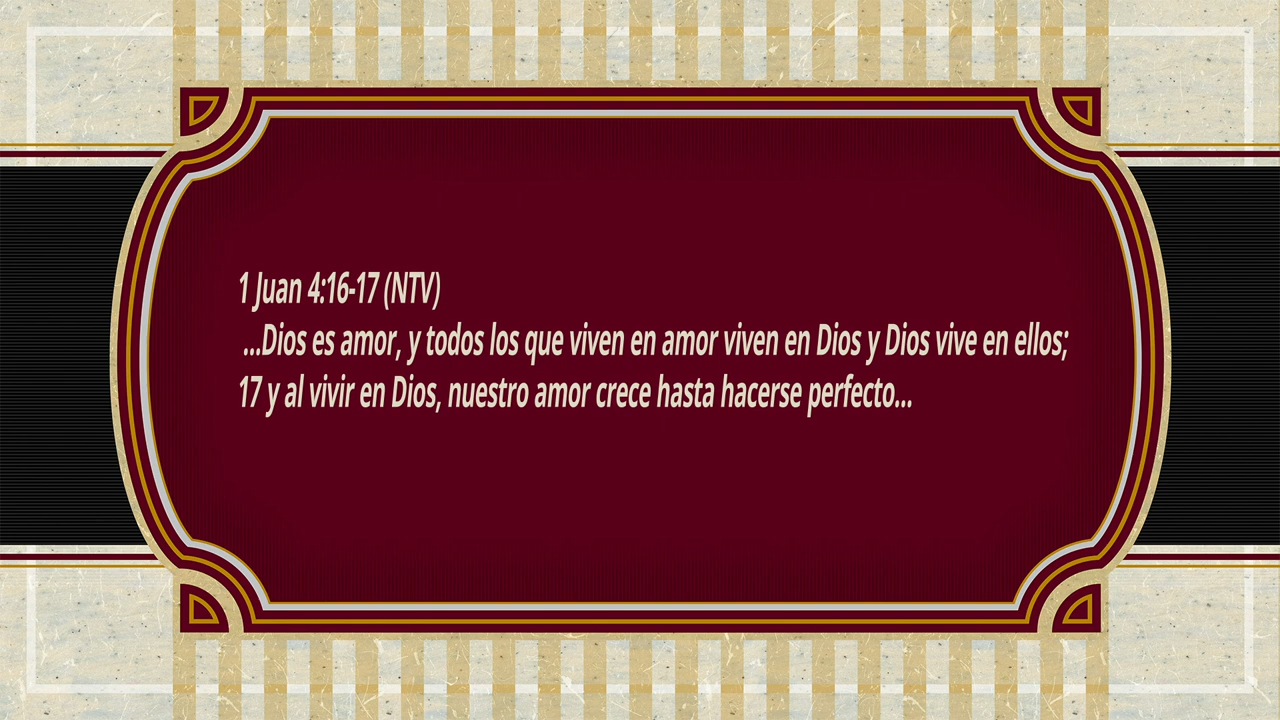 1 Juan 4:16-17 (NTV)
...Dios es amor, y todos los que viven en amor viven en Dios y Dios vive en ellos;
17 y al vivir en Dios, nuestro amor crece hasta hacerse perfecto...